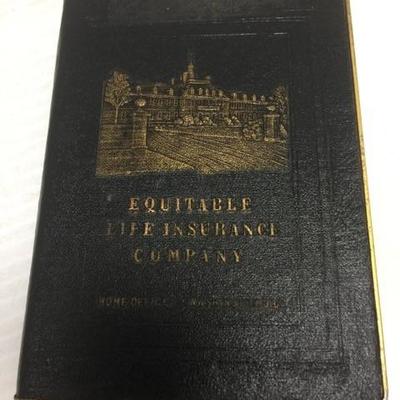 EQUITABLE
LIFE INSURANCE
COMPANY
HOME OFFICE